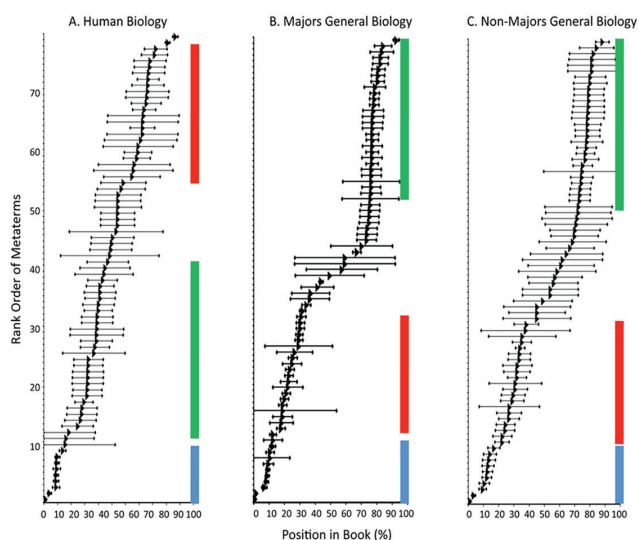 A. Human Biology
B. Majors General Biology
C. Non-Majors General Biology
Rank Order of Metaterms
70
60
50
40
30
20
10
0 10 20 30 40 50 60 70 80 90 100
0 10 20 30 40 50 60 70 80 90 100
0 10 20 30 40 50 60 70 80 90 100
Position in Book (%)